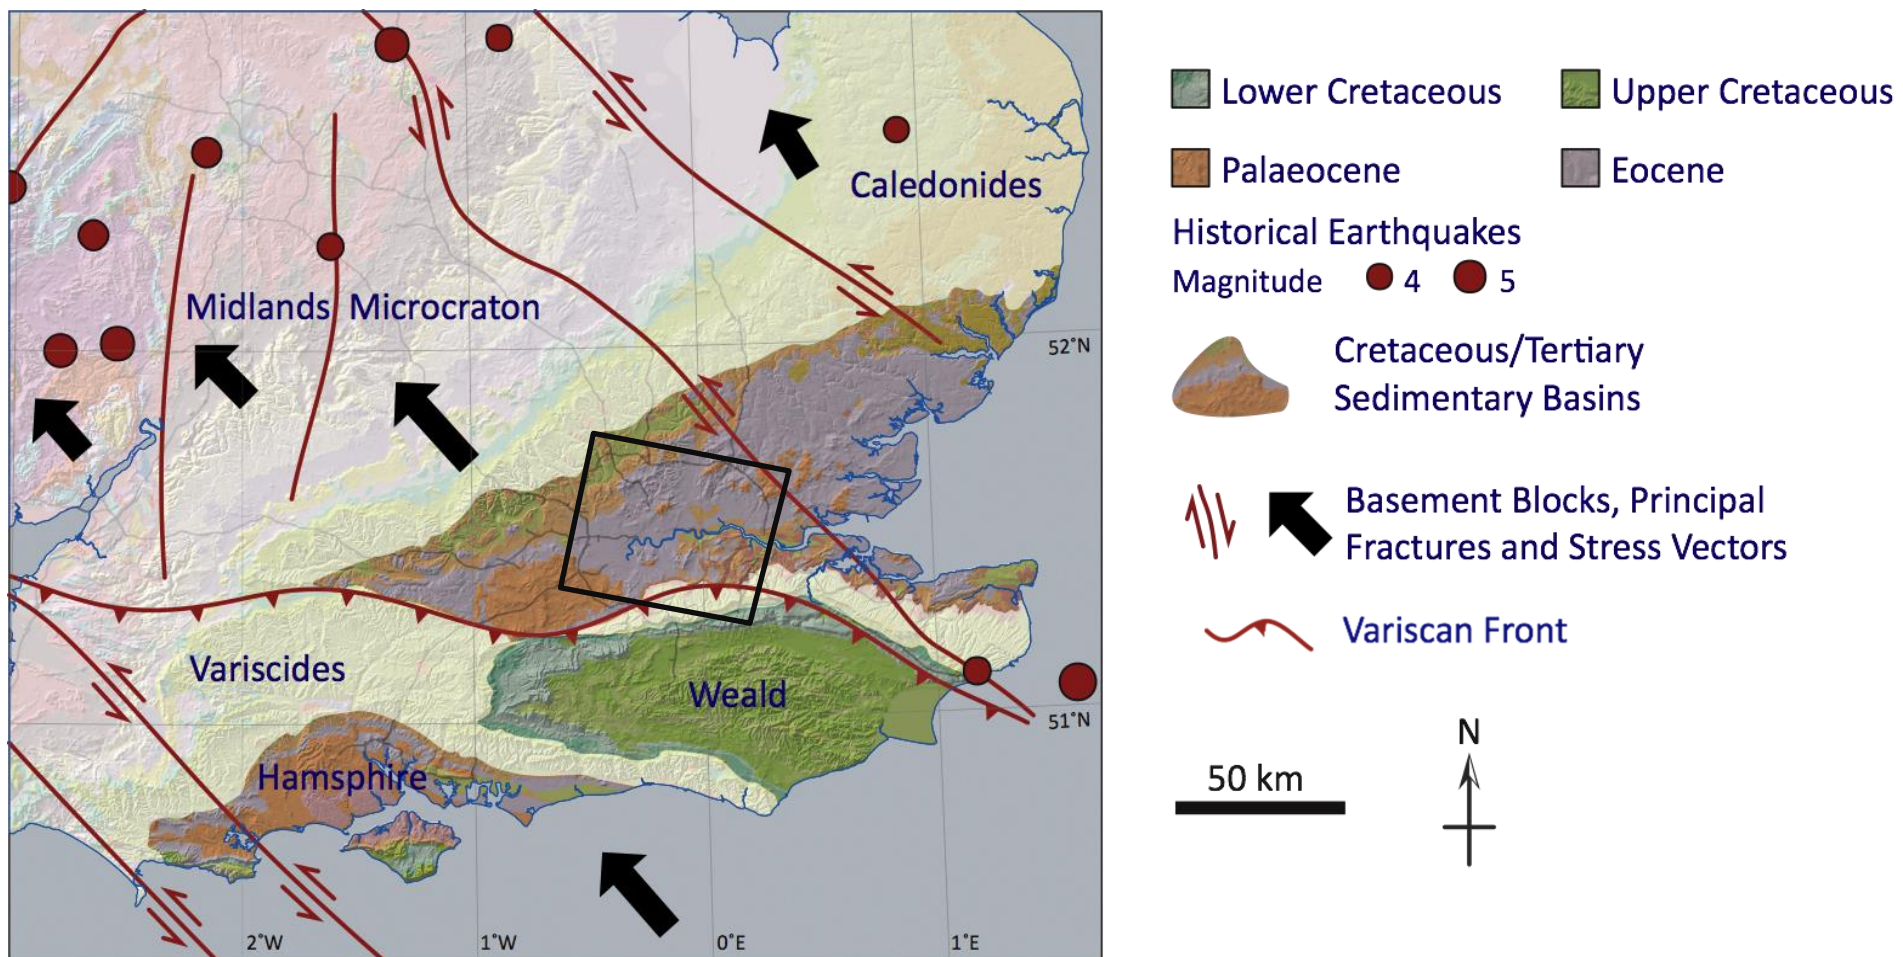 Caledonides
Midlands Microcraton
52°N
Variscides
Weald
51°N
Hamsphire
2°W
1°W
0°E
1°E
Lower Cretaceous
Upper Cretaceous
Palaeocene
Eocene
Historical Earthquakes
Magnitude 4 5
Cretaceous/Tertiary
Sedimentary Basins
Basement Blocks, Principal
Fractures and Stress Vectors
Variscan Front
50 km
N